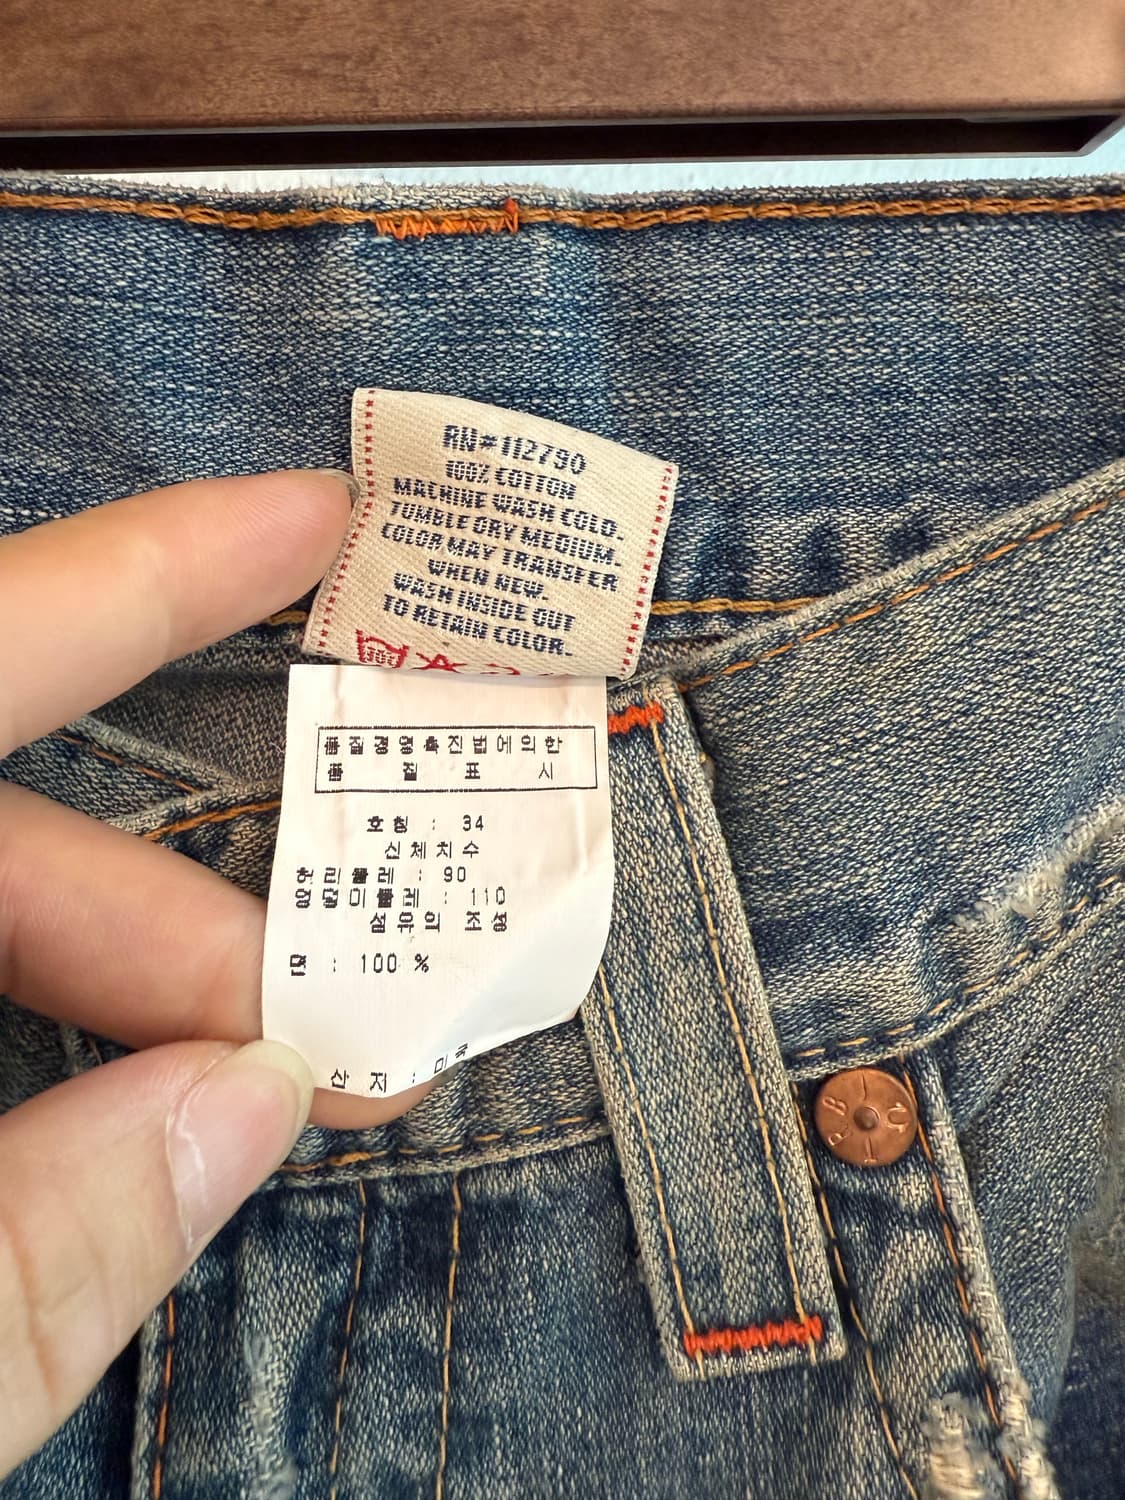 RN#112790
100% COTTON
MACHINE WASH COLD.
TUMBLE DRY MEDIUM.
COLOR MAY TRANSFER
WHEN NEW.
WASH INSIDE OUT
TO RETAIN COLOR.
품질경영촉진법에의한
품 질 표 시
호칭 : 34
신체치수
허리둘레 : 90
엉덩이둘레 : 110
섬유의 조성
면 : 100 %
산 지 :